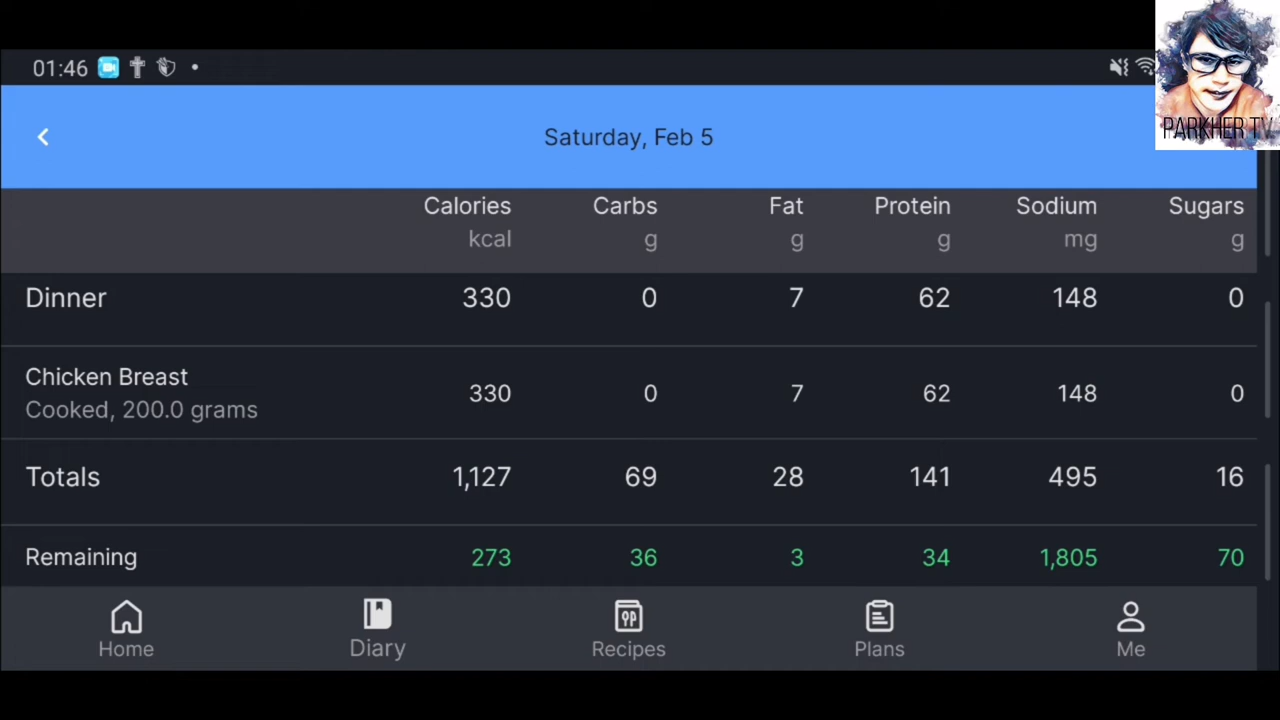 01:46
PARKHER TV
Saturday, Feb 5
Calories Carbs Fat Protein Sodium Sugars
kcal g g g mg g
Dinner 330 0 7 62 148 0
Chicken Breast
Cooked, 200.0 grams 330 0 7 62 148 0
Totals 1,127 69 28 141 495 16
Remaining 273 36 3 34 1,805 70
Home Diary Recipes Plans Me